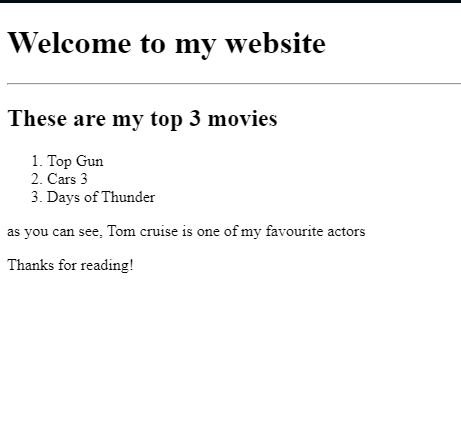 Welcome to my website
These are my top 3 movies
1. Top Gun
2. Cars 3
3. Days of Thunder
as you can see, Tom cruise is one of my favourite actors
Thanks for reading!